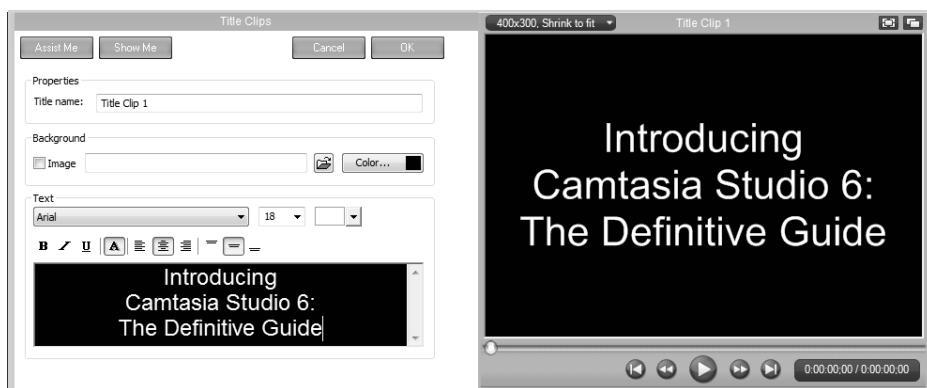 Title Clips
Assist Me Show Me Cancel OK
Properties
Title name: Title Clip 1
Background
Image Color...
Text
Arial 18
B I U A
Introducing
Camtasia Studio 6:
The Definitive Guide
400x300, Shrink to fit Title Clip 1
Introducing
Camtasia Studio 6:
The Definitive Guide
0:00:00;00 / 0:00:00;00